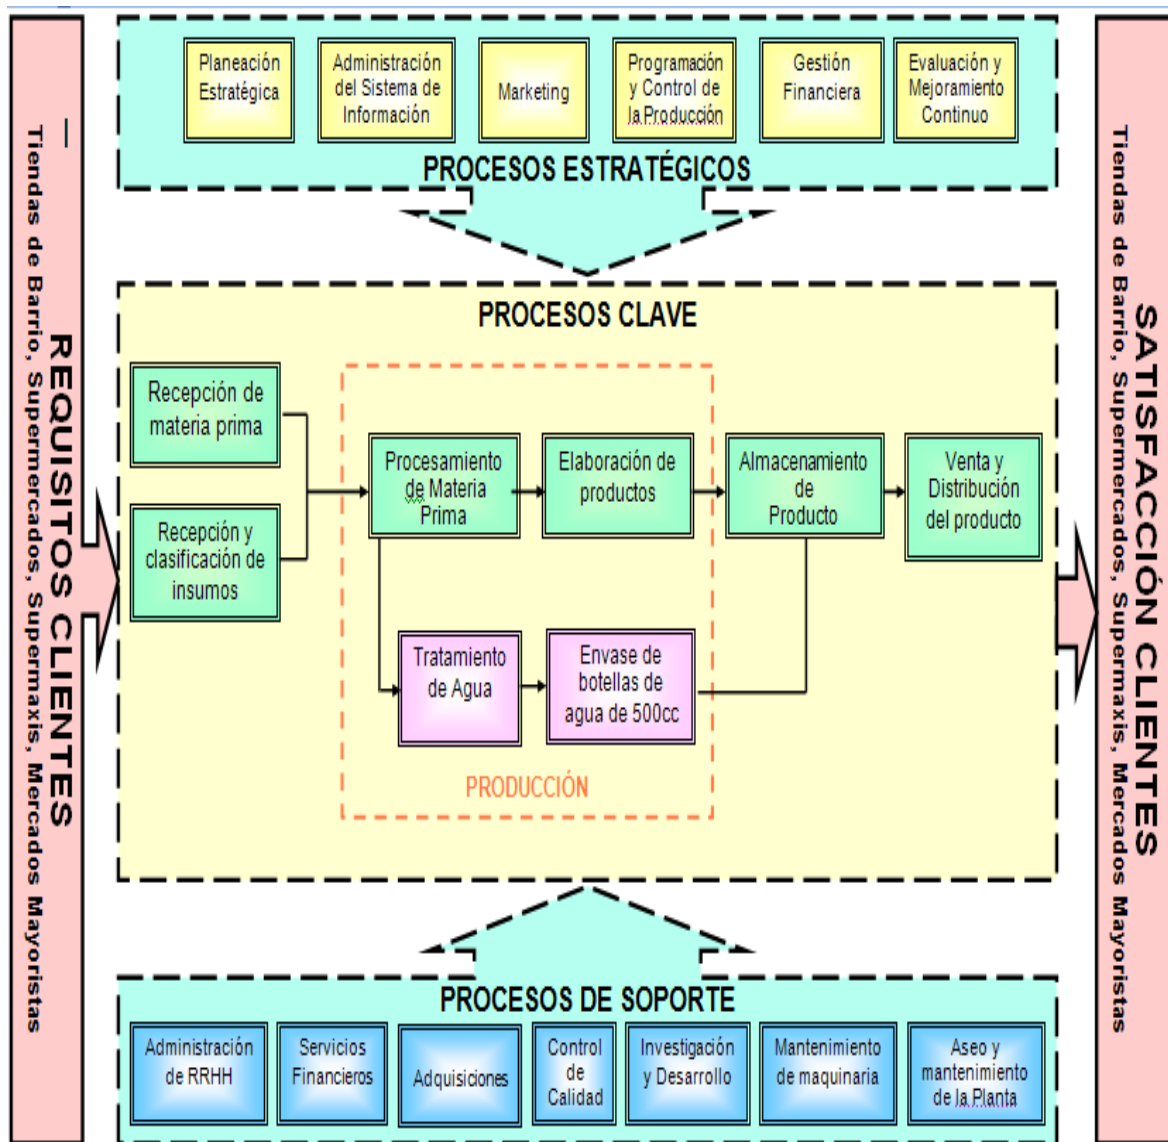 REQUISITOS CLIENTES
Tiendas de Barrio, Supermercados, Supermaxis, Mercados Mayoristas
Planeación
Estratégica
Administración
del Sistema de
Información
Marketing
Programación
y Control de
la Producción
Gestión
Financiera
Evaluación y
Mejoramiento
Continuo
PROCESOS ESTRATÉGICOS
PROCESOS CLAVE
Recepción de
materia prima
Recepción y
clasificación de
insumos
Procesamiento
de Materia
Prima
Elaboración de
productos
Almacenamiento
de
Producto
Venta y
Distribución
del producto
Tratamiento
de Agua
Envase de
botellas de
agua de 500cc
PRODUCCIÓN
PROCESOS DE SOPORTE
Administración
de RRHH
Servicios
Financieros
Adquisiciones
Control
de
Calidad
Investigación
y Desarrollo
Mantenimiento
de maquinaria
Aseo y
mantenimiento
de la Planta
SATISFACCIÓN CLIENTES
Tiendas de Barrio, Supermercados, Supermaxis, Mercados Mayoristas